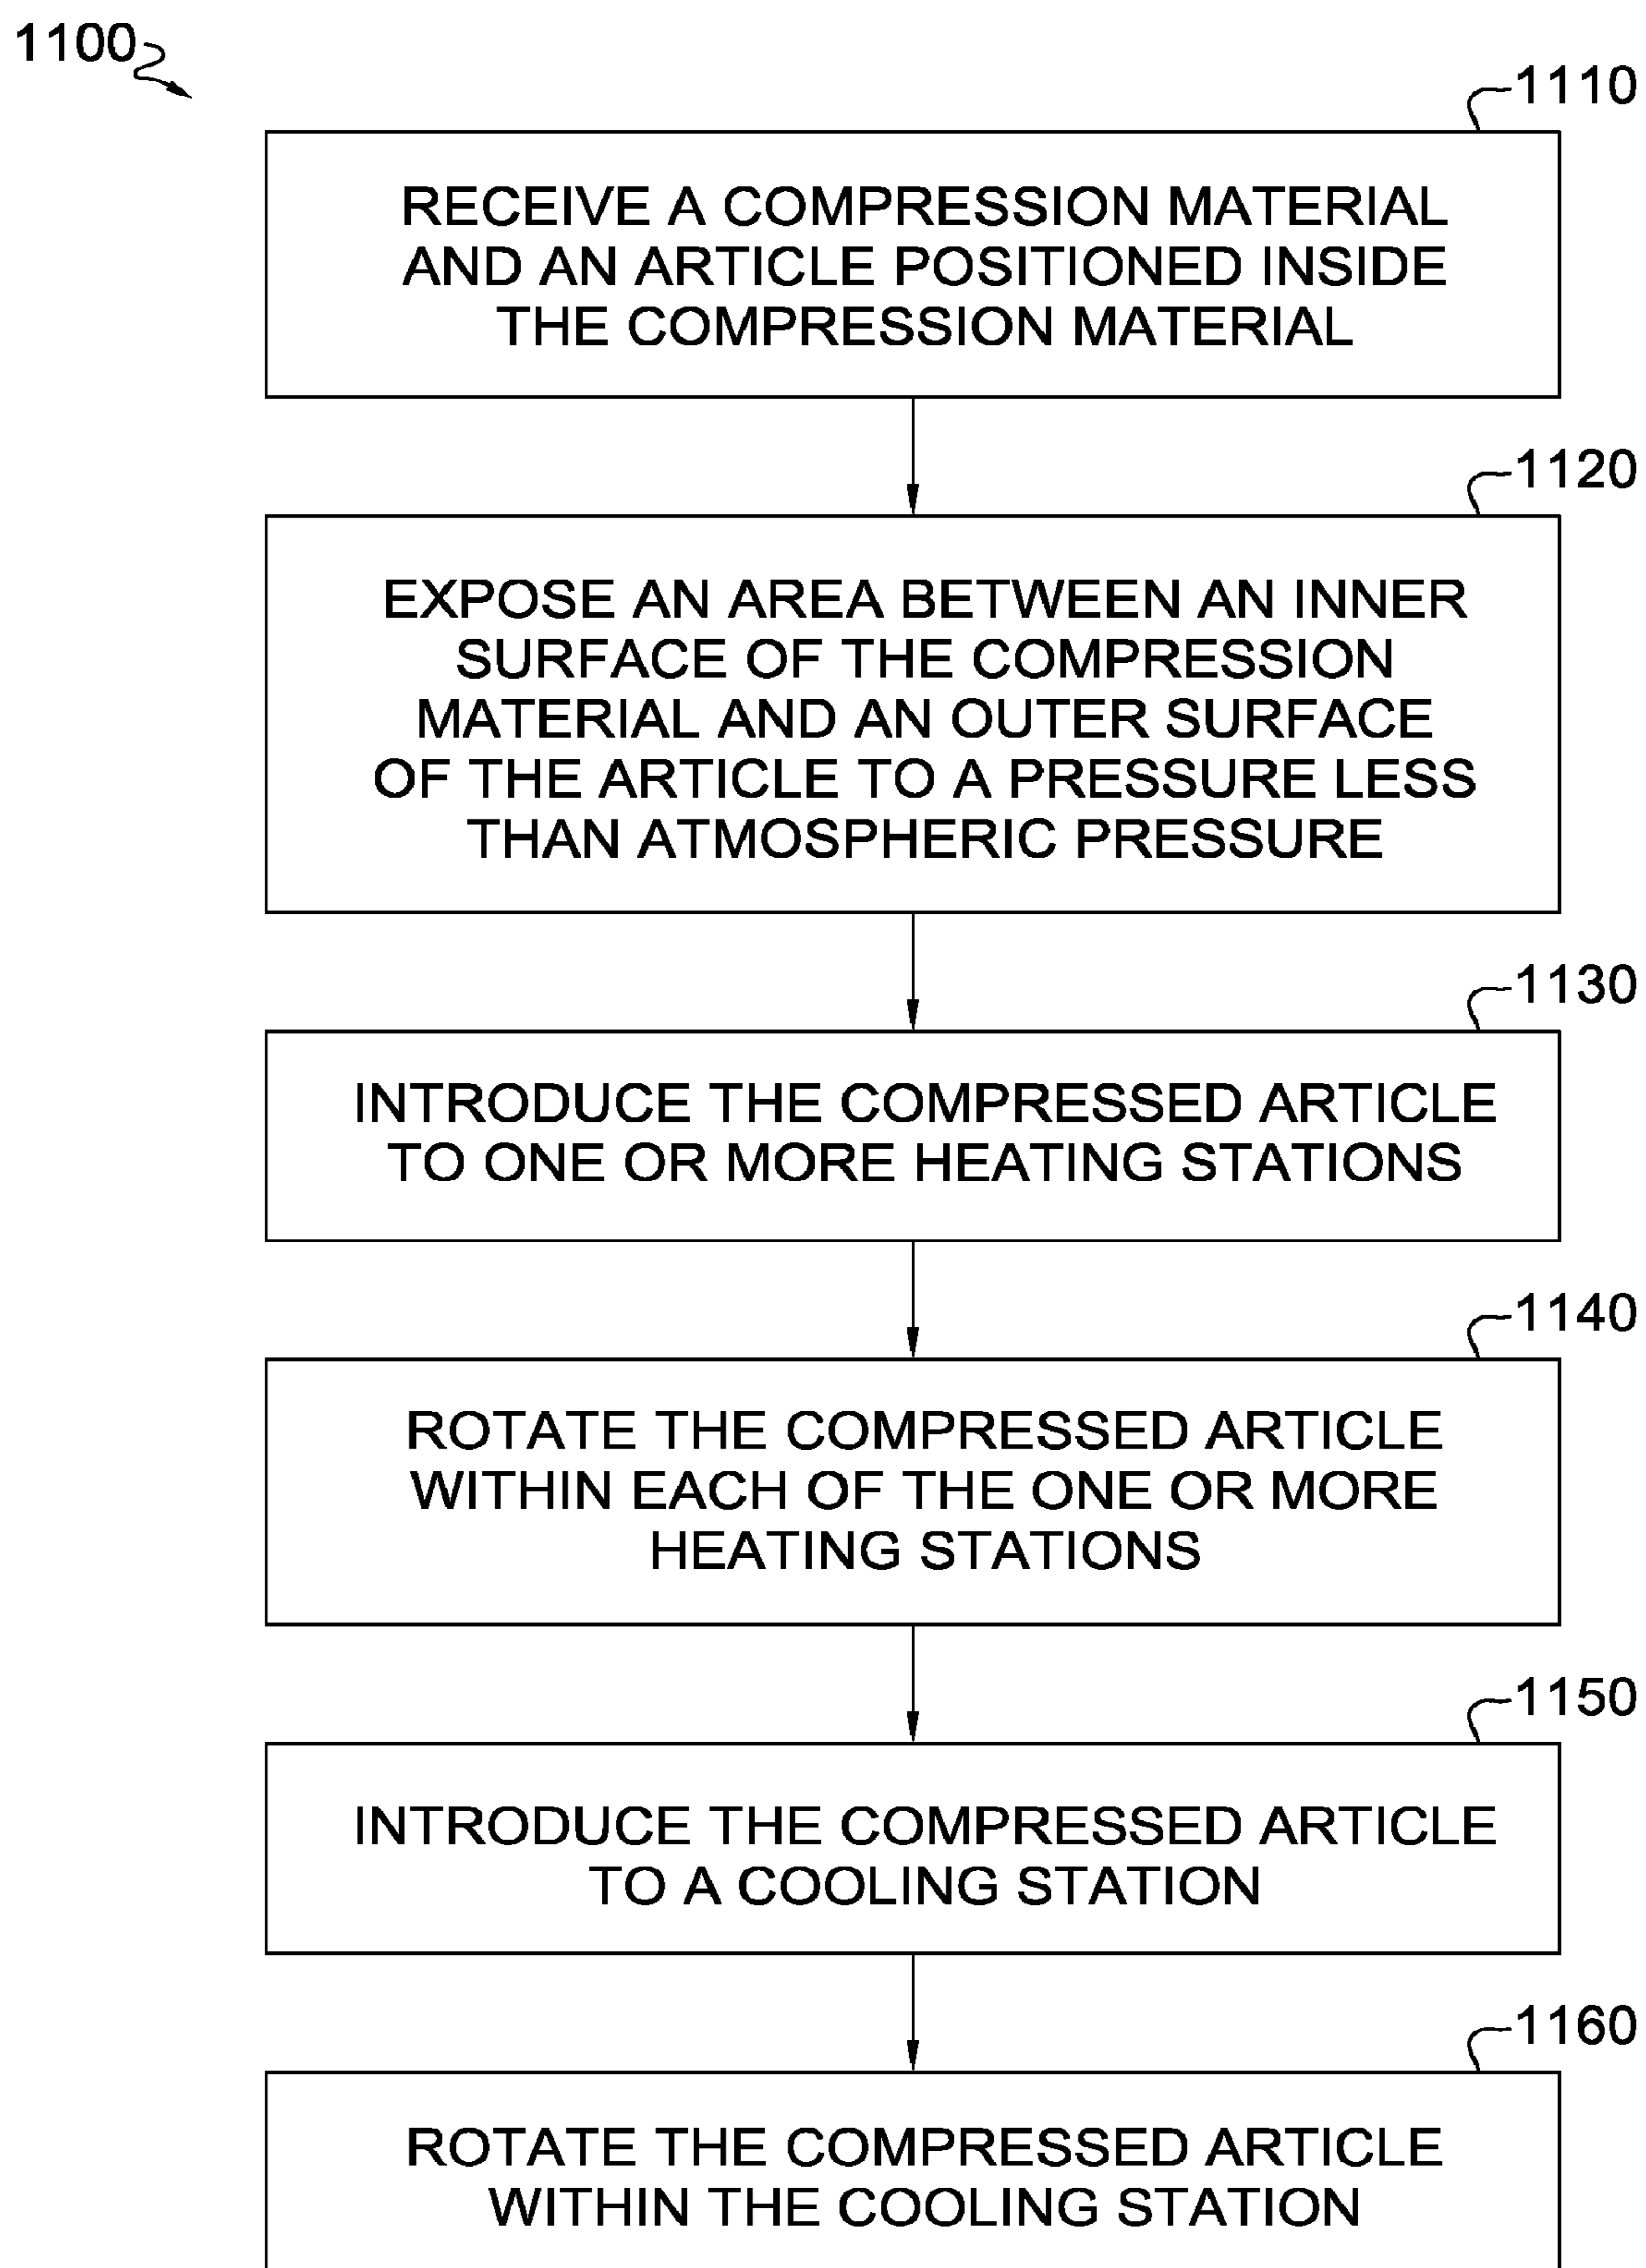 1100
1110
RECEIVE A COMPRESSION MATERIAL
AND AN ARTICLE POSITIONED INSIDE
THE COMPRESSION MATERIAL
1120
EXPOSE AN AREA BETWEEN AN INNER
SURFACE OF THE COMPRESSION
MATERIAL AND AN OUTER SURFACE
OF THE ARTICLE TO A PRESSURE LESS
THAN ATMOSPHERIC PRESSURE
1130
INTRODUCE THE COMPRESSED ARTICLE
TO ONE OR MORE HEATING STATIONS
1140
ROTATE THE COMPRESSED ARTICLE
WITHIN EACH OF THE ONE OR MORE
HEATING STATIONS
1150
INTRODUCE THE COMPRESSED ARTICLE
TO A COOLING STATION
1160
ROTATE THE COMPRESSED ARTICLE
WITHIN THE COOLING STATION